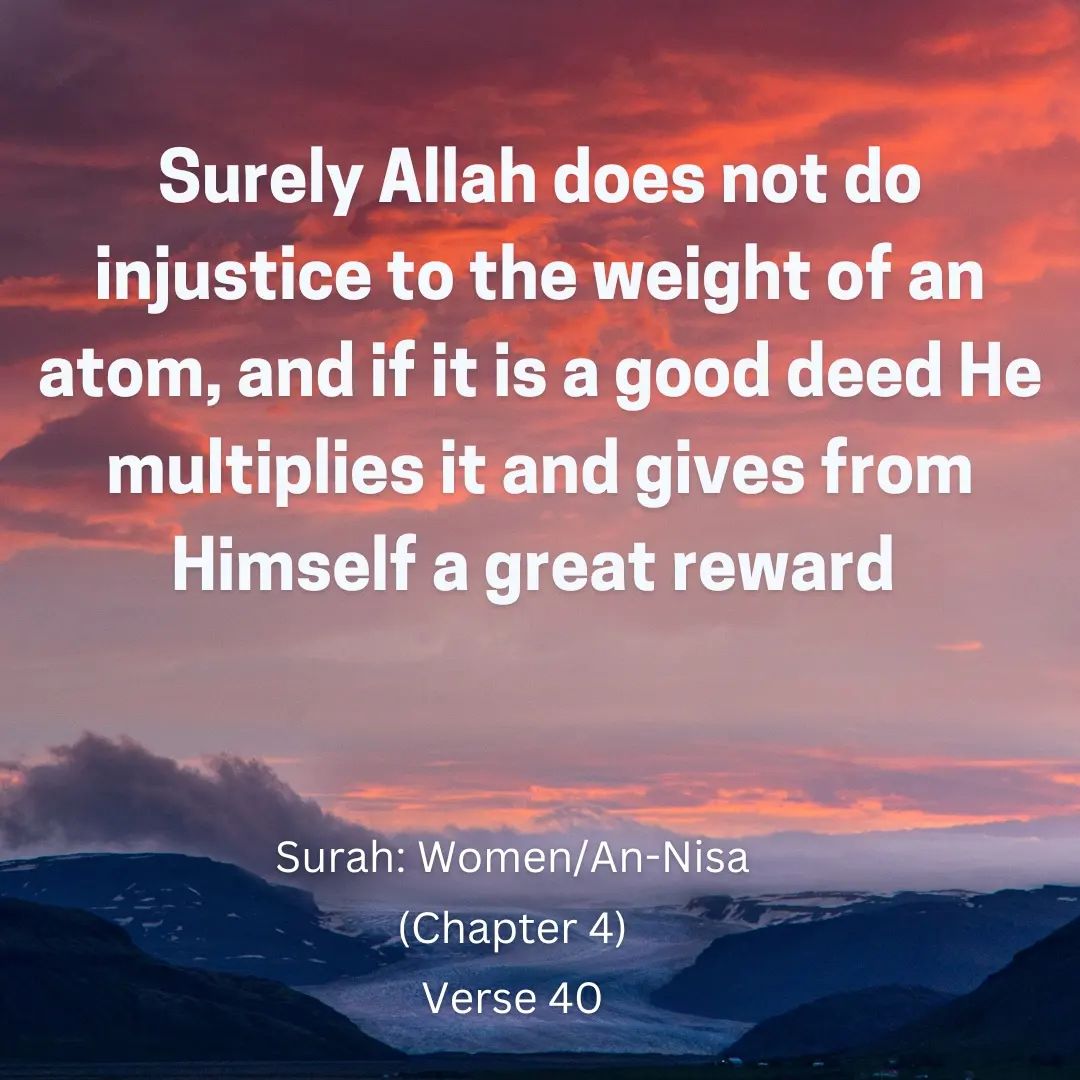 Surely Allah does not do
injustice to the weight of an
atom, and if it is a good deed He
multiplies it and gives from
Himself a great reward
Surah: Women/An-Nisa
(Chapter 4)
Verse 40